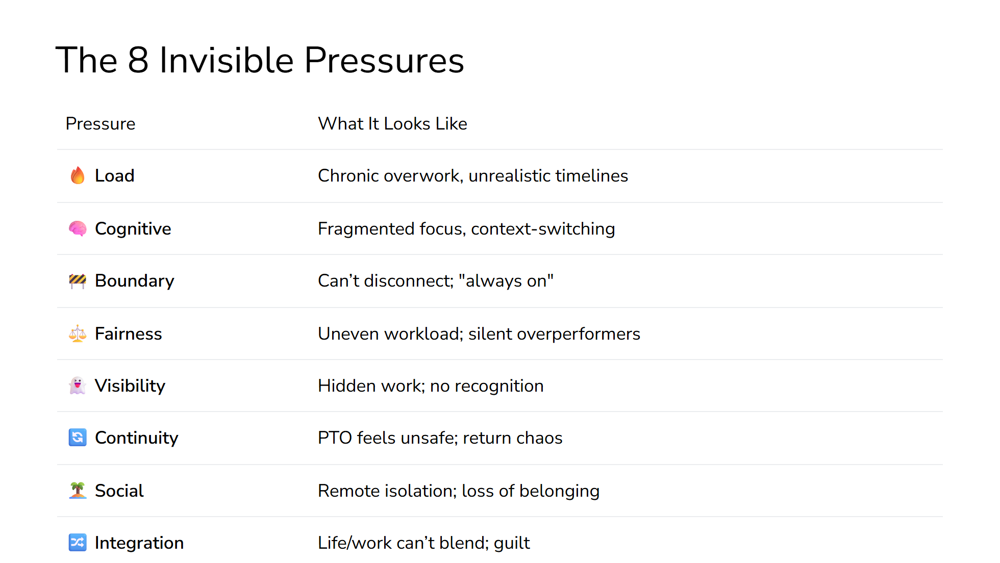 The 8 Invisible Pressures
Pressure What It Looks Like
Load Chronic overwork, unrealistic timelines
Cognitive Fragmented focus, context-switching
Boundary Can’t disconnect; "always on"
Fairness Uneven workload; silent overperformers
Visibility Hidden work; no recognition
Continuity PTO feels unsafe; return chaos
Social Remote isolation; loss of belonging
Integration Life/work can’t blend; guilt